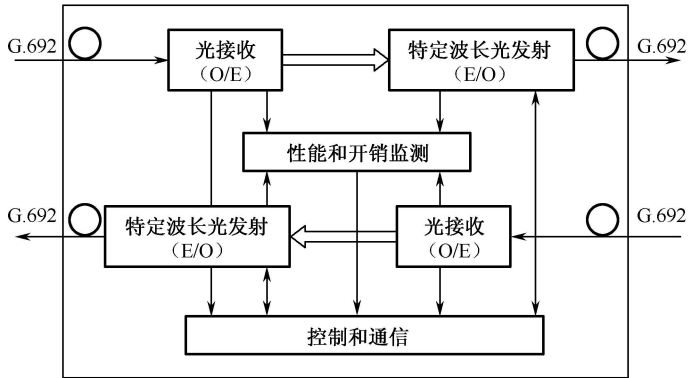 G.692
光接收
(O/E)
特定波长光发射
(E/O)
G.692
性能和开销监测
G.692
特定波长光发射
(E/O)
光接收
(O/E)
G.692
控制和通信